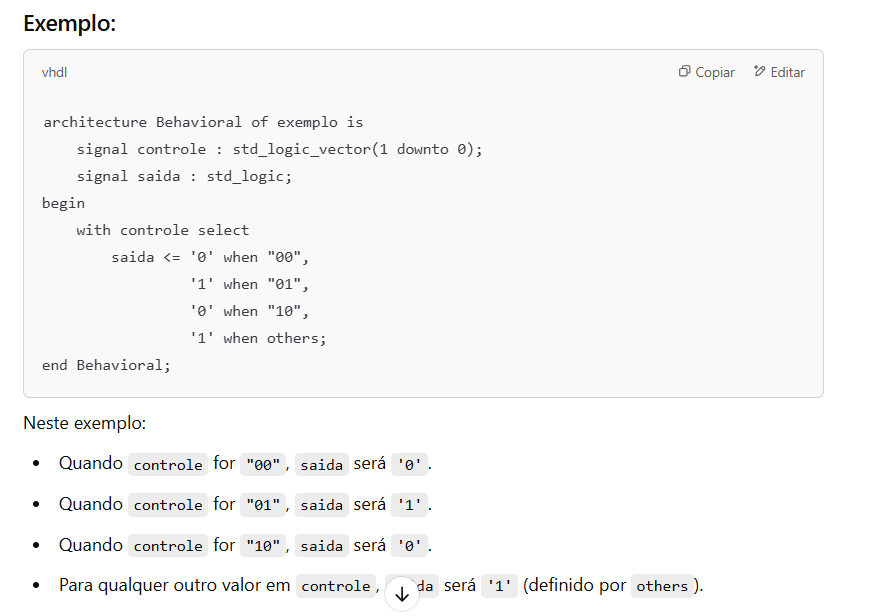 Exemplo:
vhdl Copiar Editar
architecture Behavioral of exemplo is
    signal controle : std_logic_vector(1 downto 0);
    signal saida : std_logic;
begin
    with controle select
        saida <= '0' when "00",
                 '1' when "01",
                 '0' when "10",
                 '1' when others;
end Behavioral;
Neste exemplo:
• Quando controle for "00", saida será '0'.
• Quando controle for "01", saida será '1'.
• Quando controle for "10", saida será '0'.
• Para qualquer outro valor em controle, será '1' (definido por others).